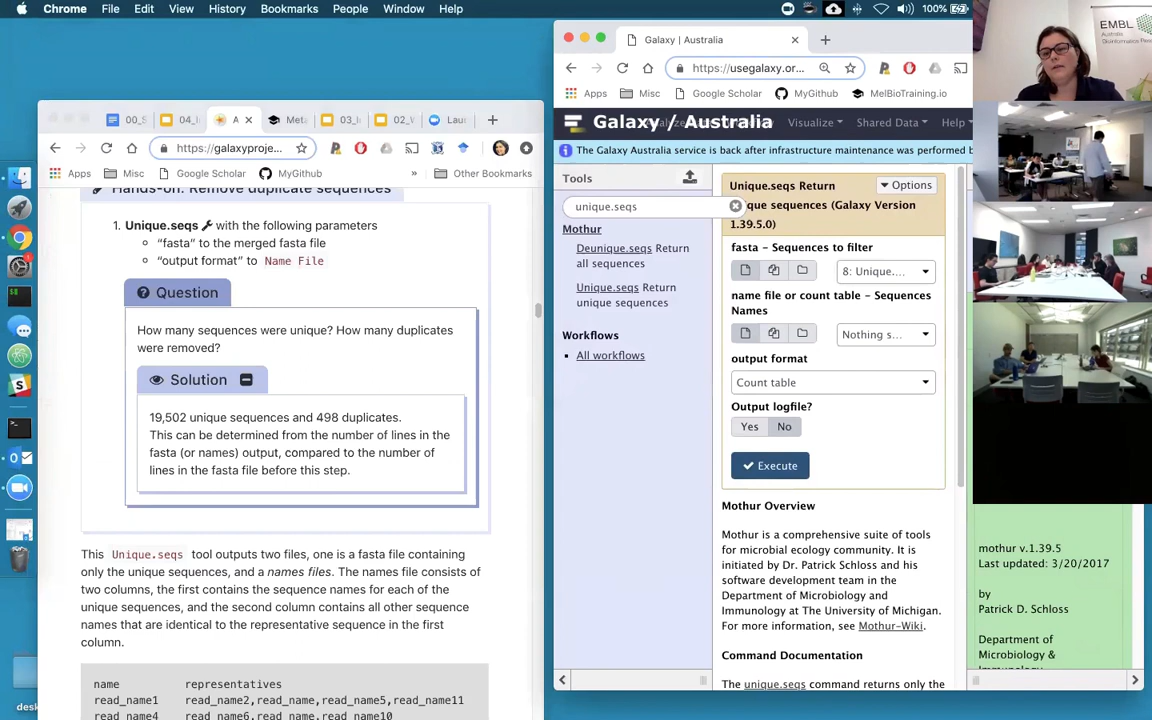 Chrome File Edit View History Bookmarks People Window Help 100%
EMBL
Galaxy | Australia
https://usegalaxy.or...
Apps Misc Google Scholar MyGithub MelBioTraining.io
Galaxy / Australia Visualize Shared Data Help
The Galaxy Australia service is back after infrastructure maintenance was performed b
https://galaxyproje...
Apps Misc Google Scholar MyGithub » Other Bookmarks
Hands-on: Remove duplicate sequences
1. Unique.seqs with the following parameters
“fasta” to the merged fasta file
“output format” to Name File
Question
How many sequences were unique? How many duplicates
were removed?
Solution
19,502 unique sequences and 498 duplicates.
This can be determined from the number of lines in the
fasta (or names) output, compared to the number of
lines in the fasta file before this step.
This Unique.seqs tool outputs two files, one is a fasta file containing
only the unique sequences, and a names files. The names file consists of
two columns, the first contains the sequence names for each of the
unique sequences, and the second column contains all other sequence
names that are identical to the representative sequence in the first
column.
name representatives
read_name1 read_name2,read_name,read_name5,read_name11
read_name4 read_name6,read_name,read_name10
desk
Tools
unique.seqs
Mothur
Deunique.seqs Return
all sequences
Unique.seqs Return
unique sequences
Workflows
All workflows
Unique.seqs Return
unique sequences (Galaxy Version
1.39.5.0)
Options
fasta - Sequences to filter
8: Unique....
name file or count table - Sequences
Names
Nothing s...
output format
Count table
Output logfile?
Yes No
Execute
Mothur Overview
Mothur is a comprehensive suite of tools
for microbial ecology community. It is
initiated by Dr. Patrick Schloss and his
software development team in the
Department of Microbiology and
Immunology at The University of Michigan.
For more information, see Mothur-Wiki.
Command Documentation
The unique.seqs command returns only the
mothur v.1.39.5
Last updated: 3/20/2017
by
Patrick D. Schloss
Department of
Microbiology &